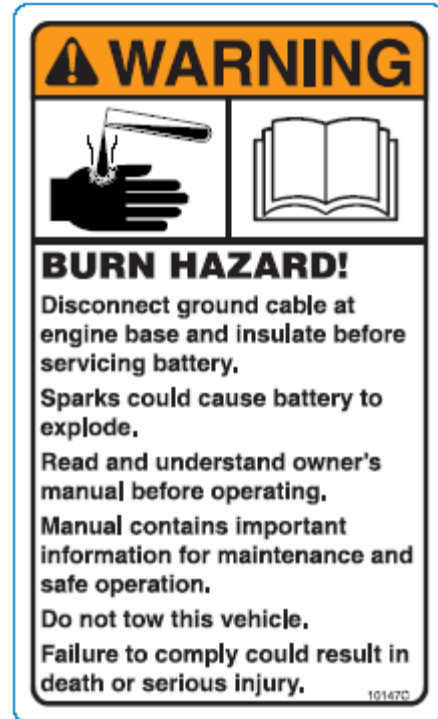 WARNING
BURN HAZARD!
Disconnect ground cable at
engine base and insulate before
servicing battery.
Sparks could cause battery to
explode.
Read and understand owner's
manual before operating.
Manual contains important
information for maintenance and
safe operation.
Do not tow this vehicle.
Failure to comply could result in
death or serious injury.
10147C